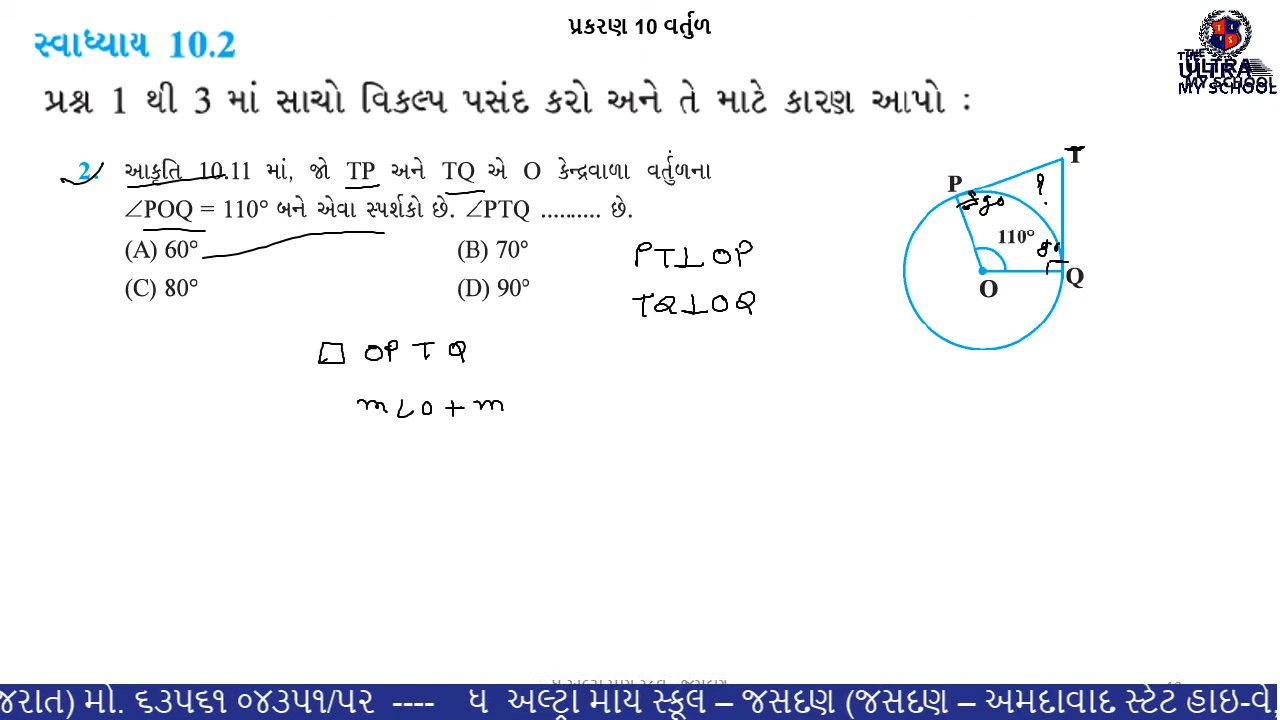 પ્રકરણ 10 વર્તુળ
સ્વાધ્યાય 10.2
THE
ULTRA
MY SCHOOL
પ્રશ્ન 1 થી 3 માં સાચો વિકલ્પ પસંદ કરો અને તે માટે કારણ આપો :
2. આકૃતિ 10.11 માં, જો TP અને TQ એ O કેન્દ્રવાળા વર્તુળના
∠POQ = 110° બને એવા સ્પર્શકો છે. ∠PTQ .......... છે.
(A) 60° (B) 70°
(C) 80° (D) 90°
PT⊥OP
TQ⊥OQ
□ OPTQ
m∠O + m
T
P
?
90
110°
90
O
Q
જરાત) મો. ૬૩૫૬૧ ૦૪૩૫૧/૫૨ ---- ધ અલ્ટ્રા માય સ્કૂલ – જસદણ (જસદણ – અમદાવાદ સ્ટેટ હાઇ-વે,